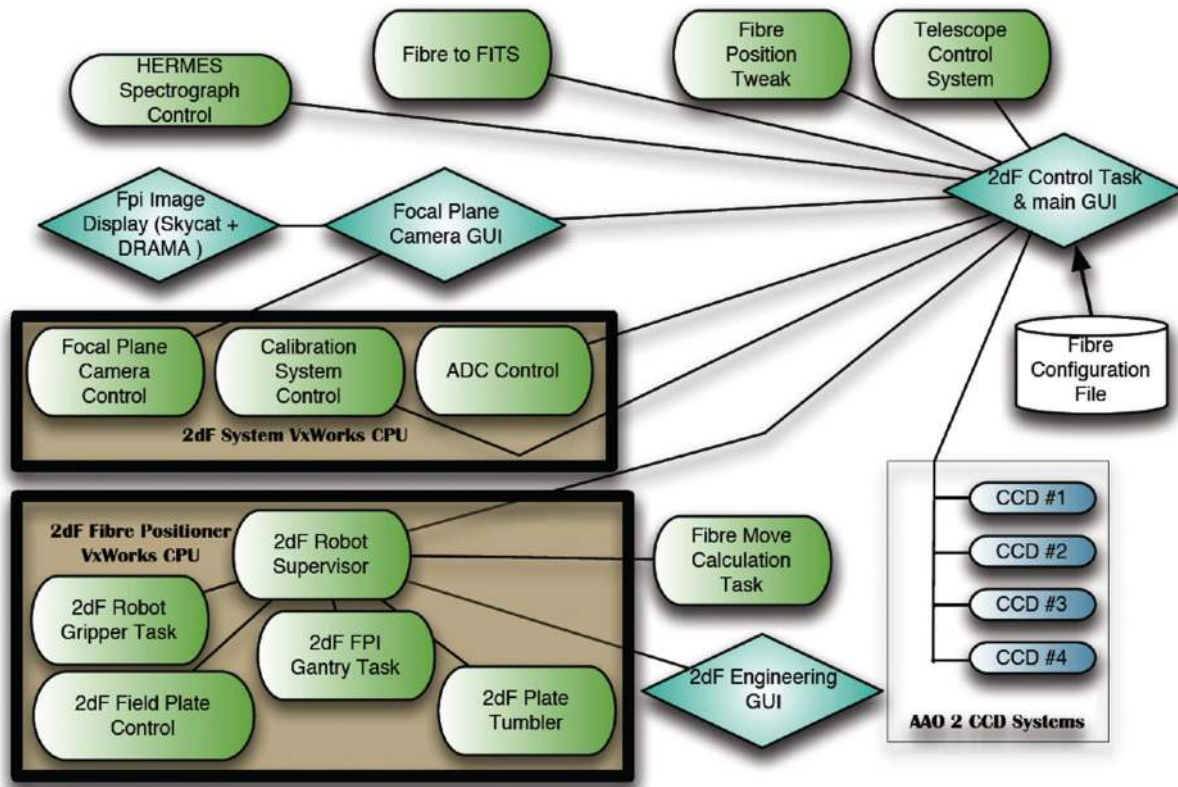 HERMES
Spectrograph
Control
Fibre to FITS
Fibre
Position
Tweak
Telescope
Control
System
Fpi Image
Display (Skycat +
DRAMA )
Focal Plane
Camera GUI
2dF Control Task
& main GUI
Focal Plane
Camera
Control
Calibration
System
Control
ADC Control
2dF System VxWorks CPU
Fibre
Configuration
File
2dF Fibre Positioner
VxWorks CPU
2dF Robot
Supervisor
Fibre Move
Calculation
Task
2dF Robot
Gripper Task
2dF FPI
Gantry Task
2dF Field Plate
Control
2dF Plate
Tumbler
2dF Engineering
GUI
CCD #1
CCD #2
CCD #3
CCD #4
AAO 2 CCD Systems